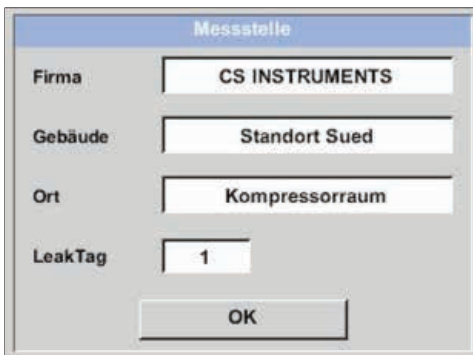 Messstelle
Firma CS INSTRUMENTS
Gebäude Standort Sued
Ort Kompressorraum
LeakTag 1
OK